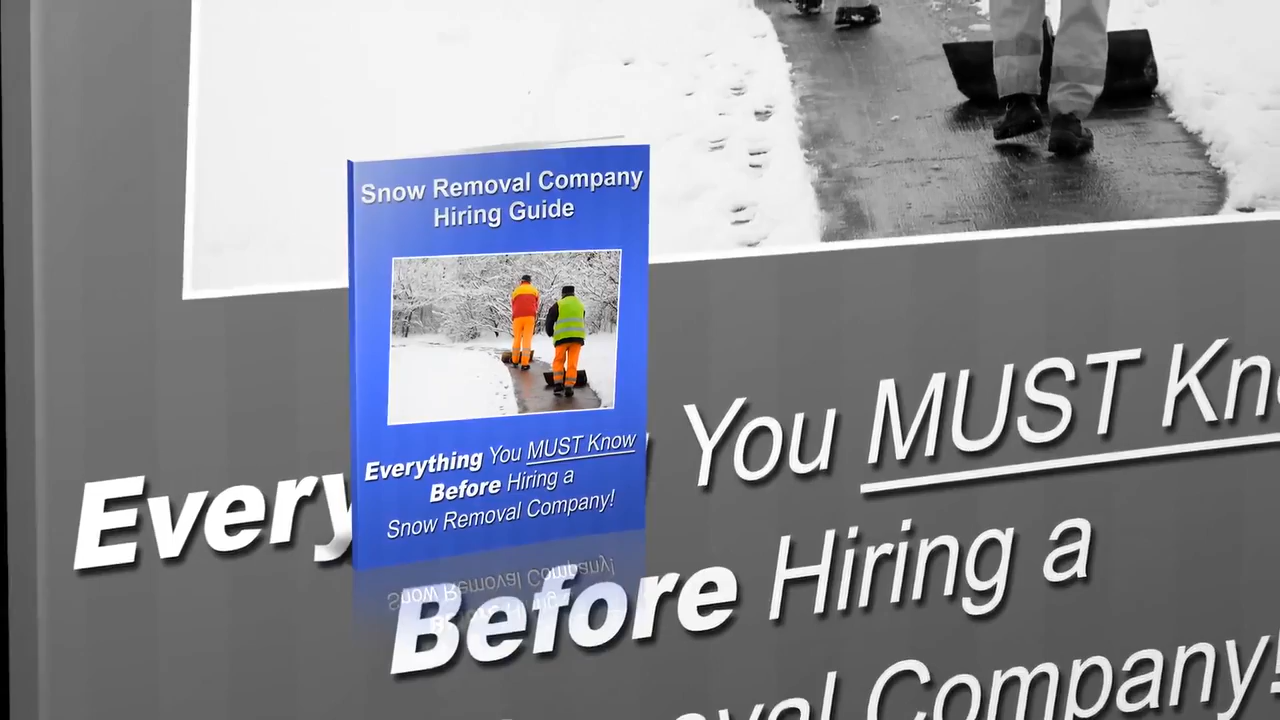 Snow Removal Company
Hiring Guide
Everything You MUST Know
Before Hiring a
Snow Removal Company!
Every
You MUST
Before Hiring a
Company!